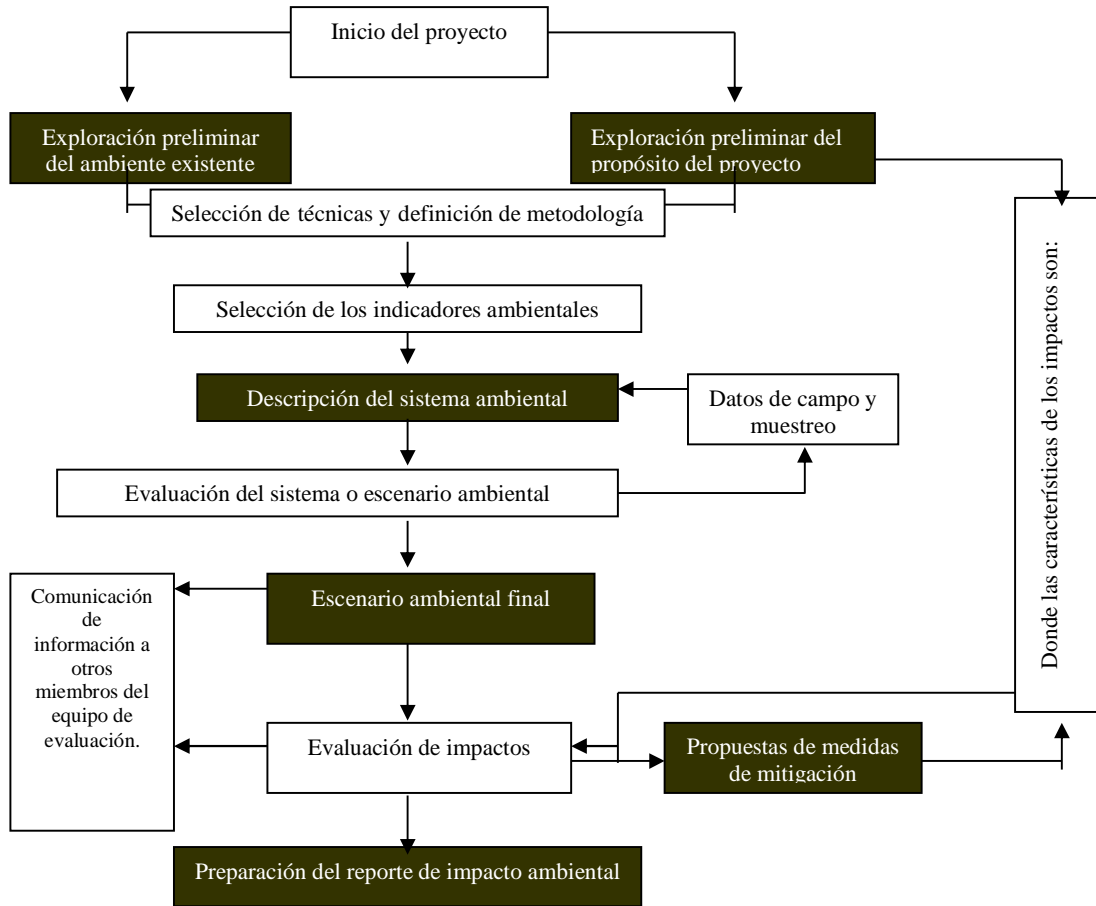 Inicio del proyecto
Exploración preliminar
del ambiente existente
Exploración preliminar del
propósito del proyecto
Selección de técnicas y definición de metodología
Selección de los indicadores ambientales
Descripción del sistema ambiental
Datos de campo y
muestreo
Evaluación del sistema o escenario ambiental
Escenario ambiental final
Comunicación
de
información a
otros
miembros del
equipo de
evaluación.
Evaluación de impactos
Propuestas de medidas
de mitigación
Donde las características de los impactos son:
Preparación del reporte de impacto ambiental